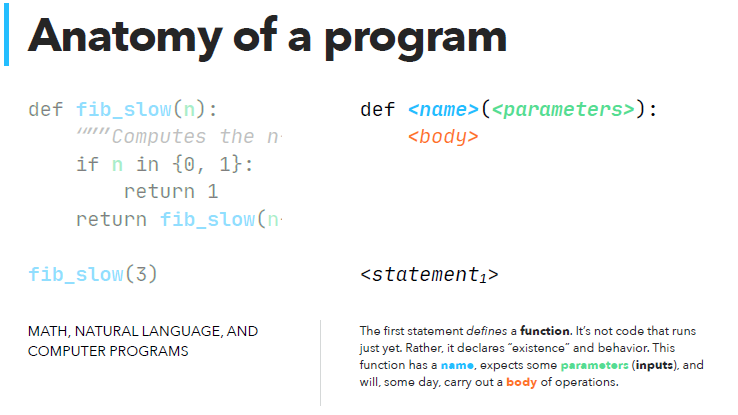 Anatomy of a program
def fib_slow(n):
"""Computes the n
if n in {0, 1}:
return 1
return fib_slow(n-
fib_slow(3)
def <name>(<parameters>):
<body>
<statement₁>
MATH, NATURAL LANGUAGE, AND
COMPUTER PROGRAMS
The first statement defines a function. It's not code that runs
just yet. Rather, it declares "existence" and behavior. This
function has a name, expects some parameters (inputs), and
will, some day, carry out a body of operations.